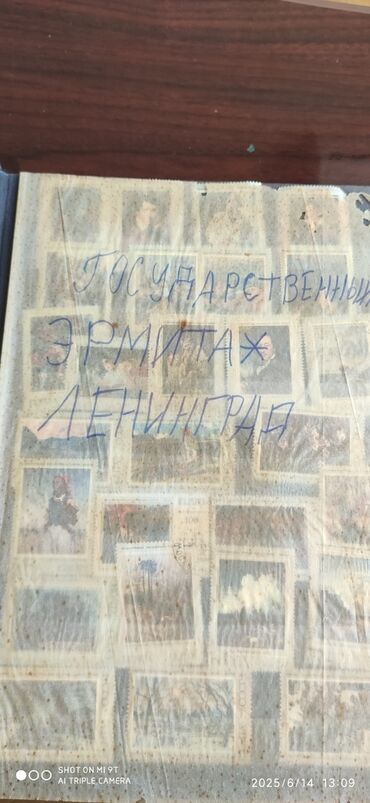 ГОСУДАРСТВЕННЫЙ
ЭРМИТАЖ
ЛЕНИНГРАД
SHOT ON MI 9T
AI TRIPLE CAMERA
2025/6/14 13:09